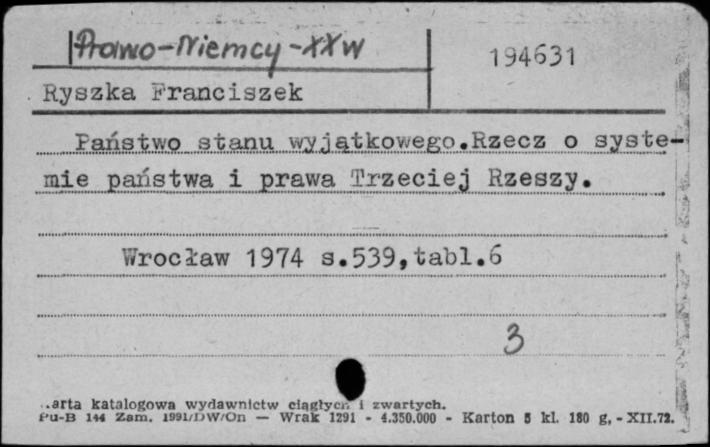 Prawo-Niemcy-XXw
194631
Ryszka Franciszek
Państwo stanu wyjątkowego.Rzecz o syste-
mie państwa i prawa Trzeciej Rzeszy.
Wrocław 1974 s.539,tabl.6
3
arta katalogowa wydawnictw ciągłych i zwartych.
Pu-B 144 Zam. 1991/DW/On — Wrak 1291 - 4.350.000 - Karton 5 kl. 180 g, - XII.72.